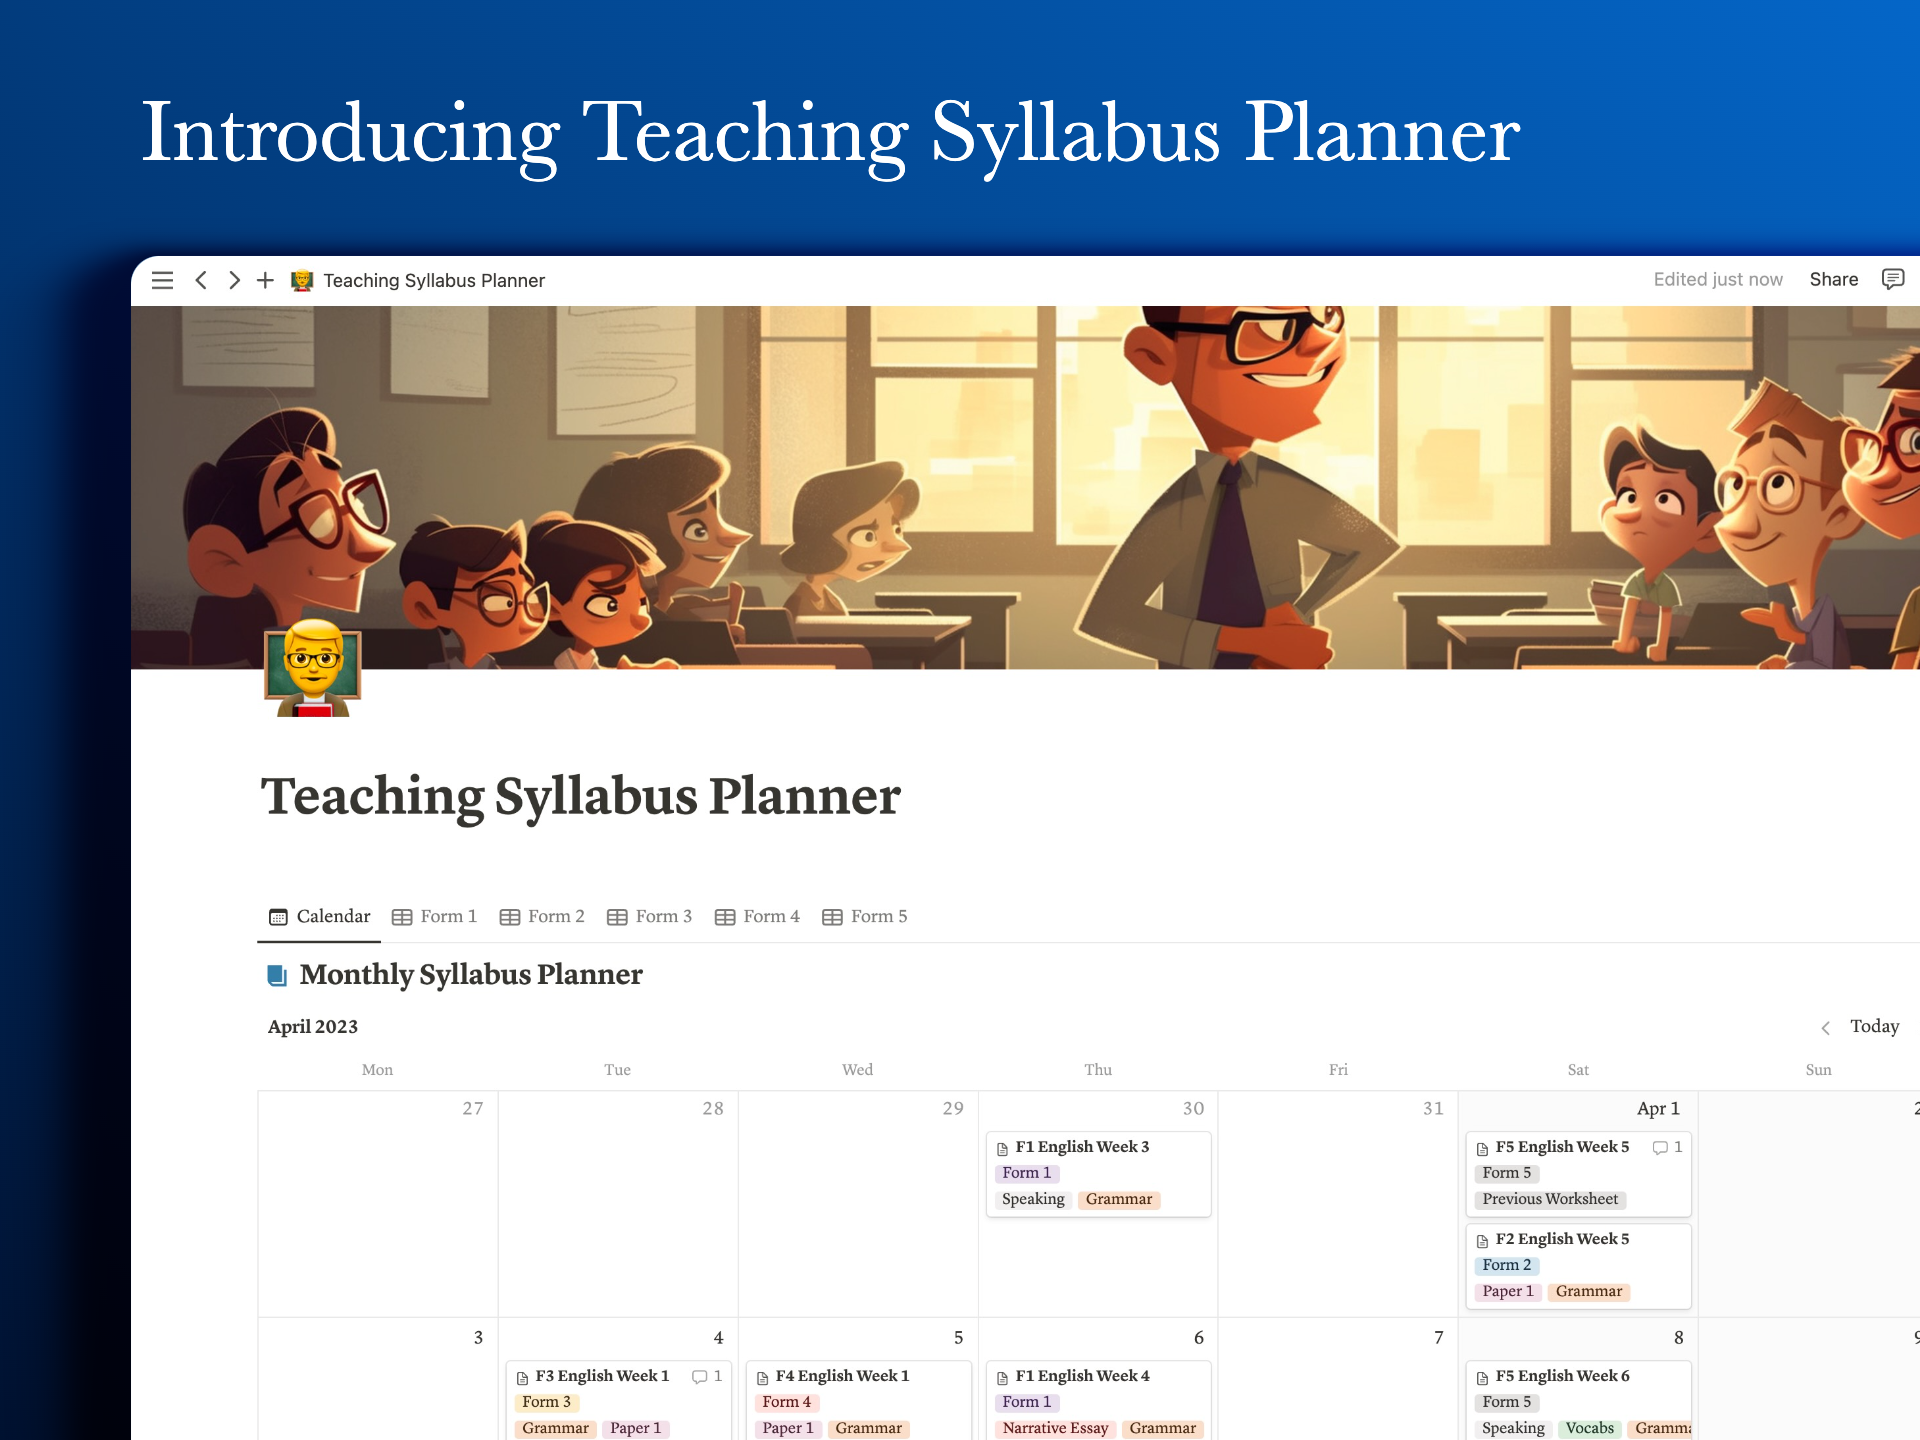 Introducing Teaching Syllabus Planner
Teaching Syllabus Planner
Edited just now Share
Teaching Syllabus Planner
Calendar Form 1 Form 2 Form 3 Form 4 Form 5
Monthly Syllabus Planner
April 2023
Today
Mon Tue Wed Thu Fri Sat Sun
27 28 29 30 31 Apr 1
F1 English Week 3
Form 1
Speaking Grammar
F5 English Week 5 1
Form 5
Previous Worksheet
F2 English Week 5
Form 2
Paper 1 Grammar
3 4 5 6 7 8
F3 English Week 1 1
Form 3
Grammar Paper 1
F4 English Week 1
Form 4
Paper 1 Grammar
F1 English Week 4
Form 1
Narrative Essay Grammar
F5 English Week 6
Form 5
Speaking Vocabs Gramma